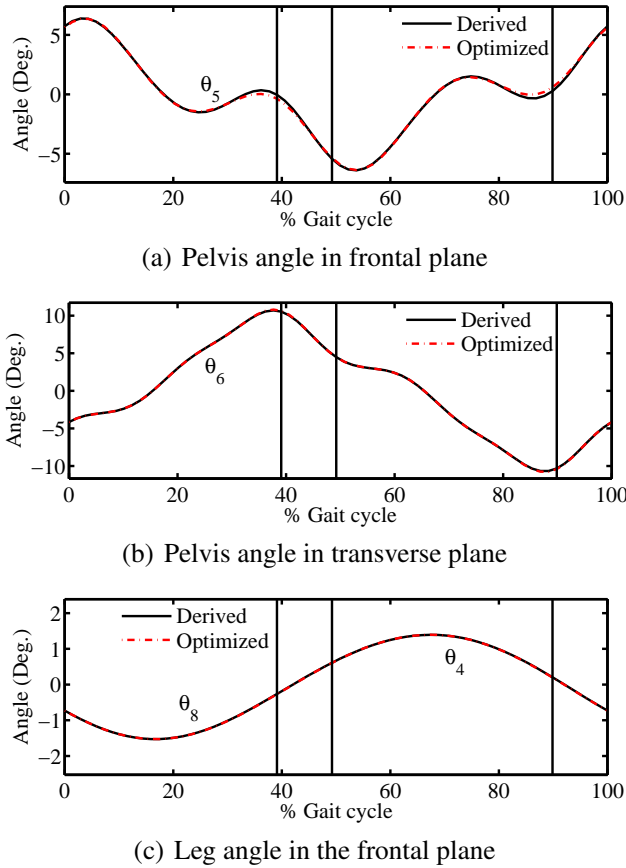 Derived
Optimized
Angle (Deg.)
5
0
−5
θ5
0 20 40 60 80 100
% Gait cycle
(a) Pelvis angle in frontal plane
Derived
Optimized
Angle (Deg.)
10
5
0
−5
−10
θ6
0 20 40 60 80 100
% Gait cycle
(b) Pelvis angle in transverse plane
Derived
Optimized
Angle (Deg.)
2
1
0
−1
−2
θ8
θ4
0 20 40 60 80 100
% Gait cycle
(c) Leg angle in the frontal plane